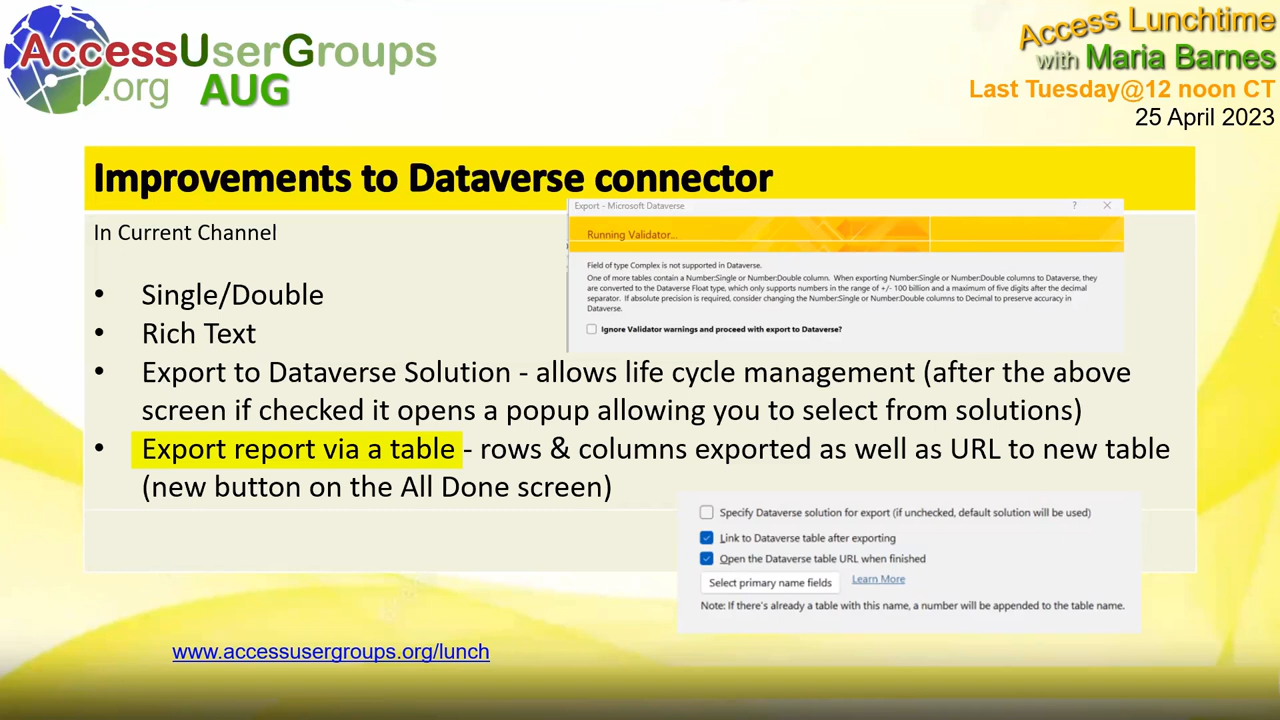 AccessUserGroups
.org AUG
Access Lunchtime
with Maria Barnes
Last Tuesday@12 noon CT
25 April 2023
Improvements to Dataverse connector
In Current Channel
Export - Microsoft Dataverse
?
Running Validator...
Field of type Complex is not supported in Dataverse.
One of more tables contain a Number:Single or Number:Double column. When exporting Number:Single or Number:Double columns to Dataverse, they
are converted to the Dataverse Float type, which only supports numbers in the range of +/- 100 billion and a maximum of five digits after the decimal
separator. If absolute precision is required, consider changing the Number:Single or Number:Double columns to Decimal to preserve accuracy in
Dataverse.
Ignore Validator warnings and proceed with export to Dataverse?
• Single/Double
• Rich Text
• Export to Dataverse Solution - allows life cycle management (after the above
screen if checked it opens a popup allowing you to select from solutions)
• Export report via a table - rows & columns exported as well as URL to new table
(new button on the All Done screen)
Specify Dataverse solution for export (if unchecked, default solution will be used)
Link to Dataverse table after exporting
Open the Dataverse table URL when finished
Select primary name fields Learn More
Note: If there's already a table with this name, a number will be appended to the table name.
www.accessusergroups.org/lunch